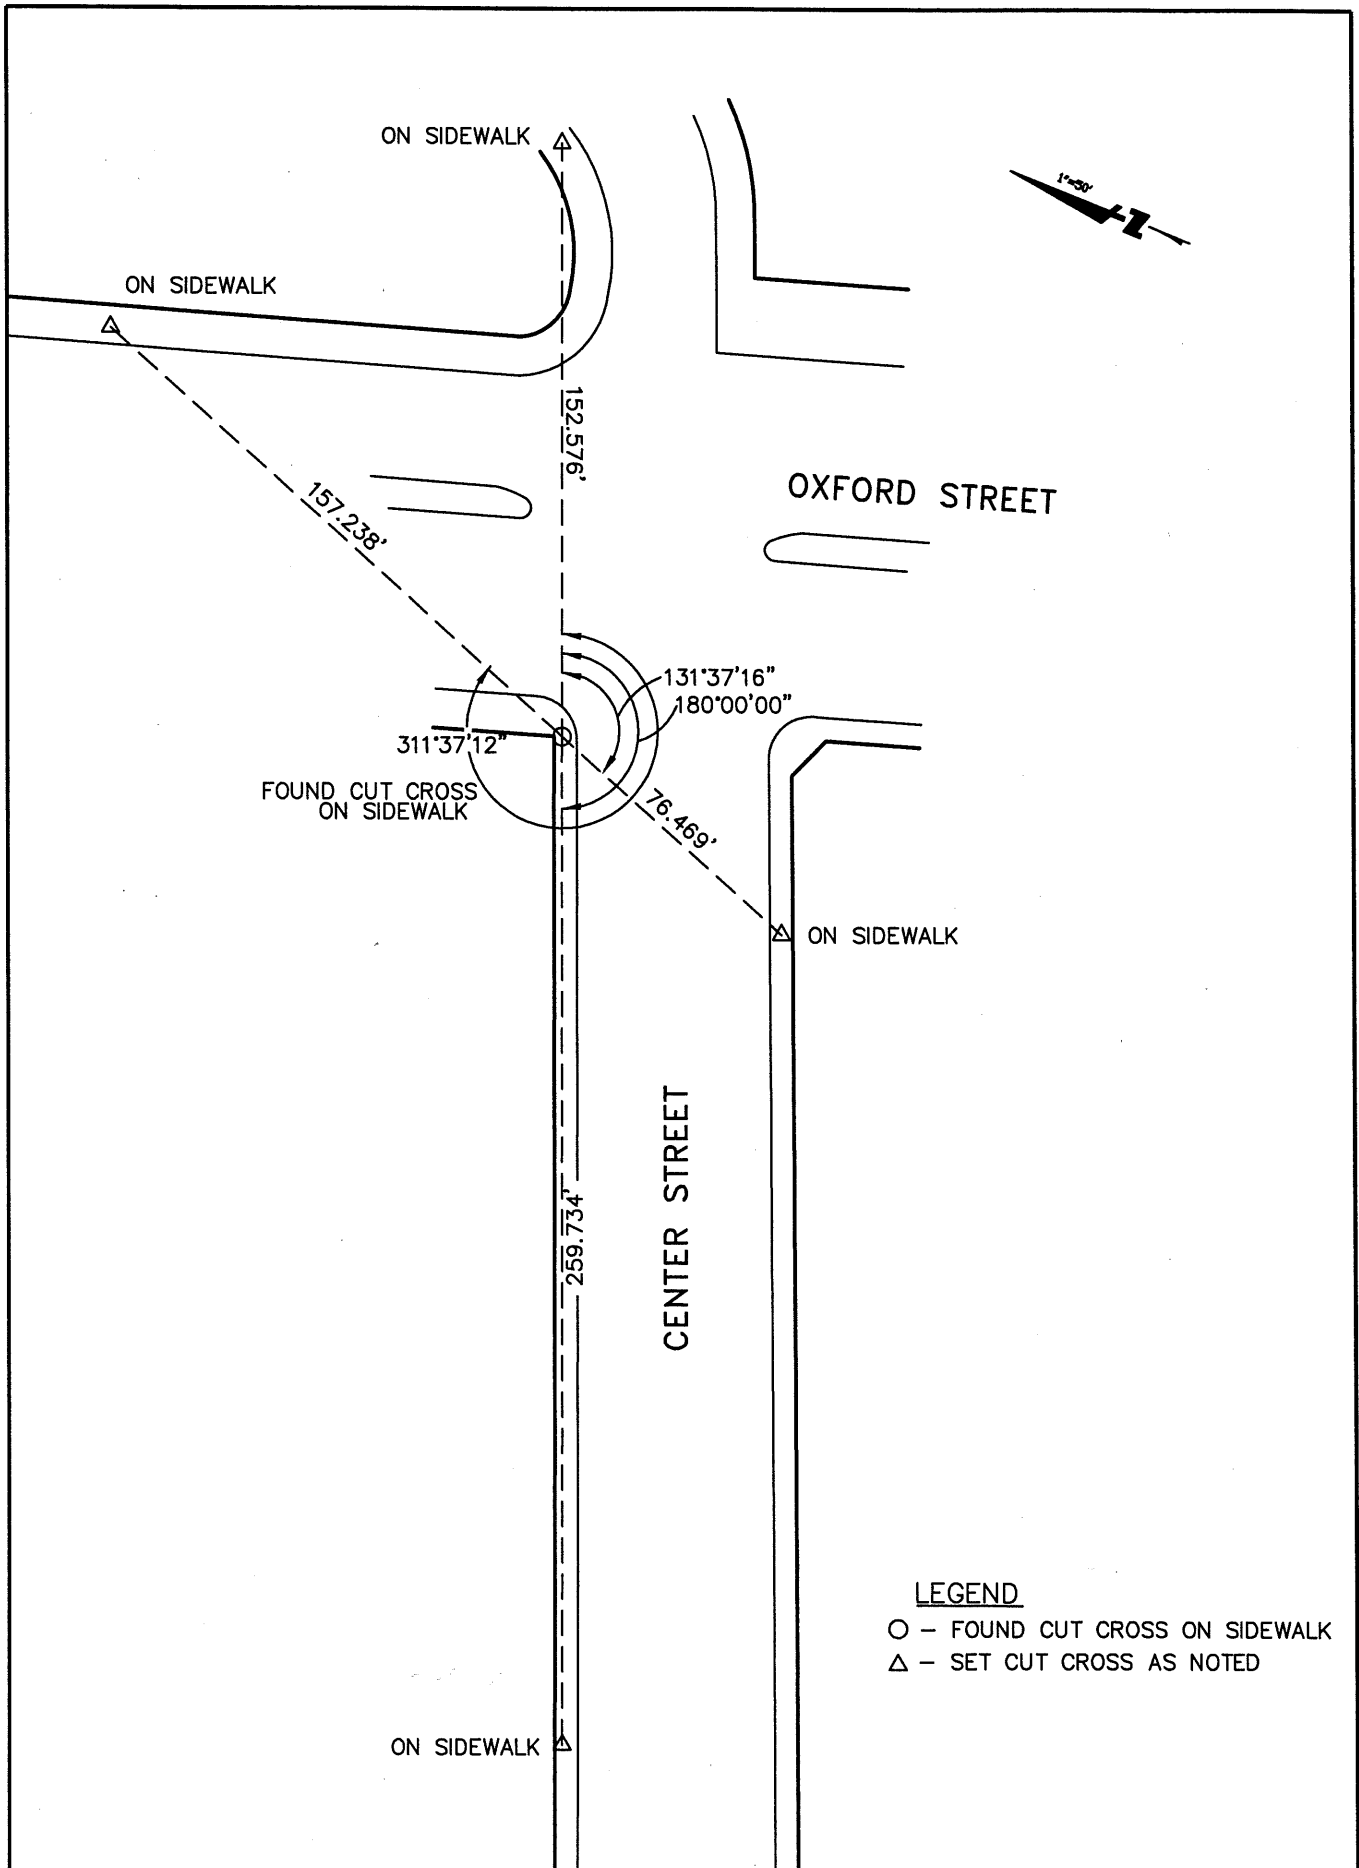 ON SIDEWALK
1"=50'
N
ON SIDEWALK
152.576'
157.238'
OXFORD STREET
131°37'16"
180°00'00"
311°37'12"
FOUND CUT CROSS
ON SIDEWALK
76.469'
ON SIDEWALK
CENTER STREET
259.734'
LEGEND
○ – FOUND CUT CROSS ON SIDEWALK
△ – SET CUT CROSS AS NOTED
ON SIDEWALK